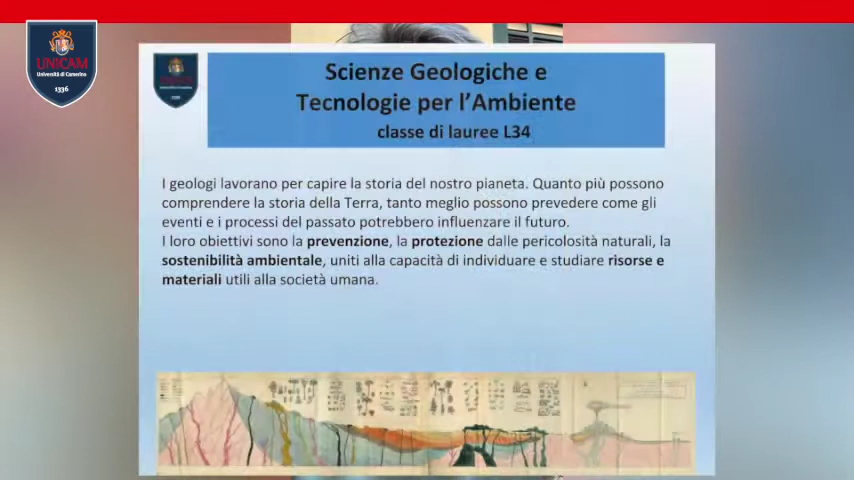 UNICAM
Università di Camerino
1336
Scienze Geologiche e
Tecnologie per l'Ambiente
classe di lauree L34
I geologi lavorano per capire la storia del nostro pianeta. Quanto più possono
comprendere la storia della Terra, tanto meglio possono prevedere come gli
eventi e i processi del passato potrebbero influenzare il futuro.
I loro obiettivi sono la prevenzione, la protezione dalle pericolosità naturali, la
sostenibilità ambientale, uniti alla capacità di individuare e studiare risorse e
materiali utili alla società umana.